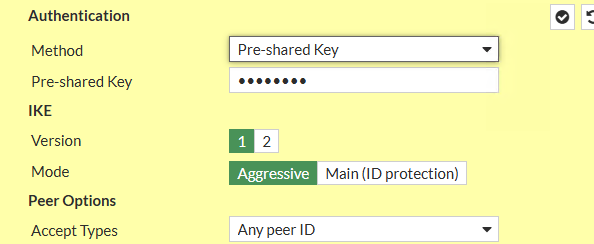 Authentication
Method Pre-shared Key
Pre-shared Key ••••••••
IKE
Version 1 2
Mode Aggressive Main (ID protection)
Peer Options
Accept Types Any peer ID